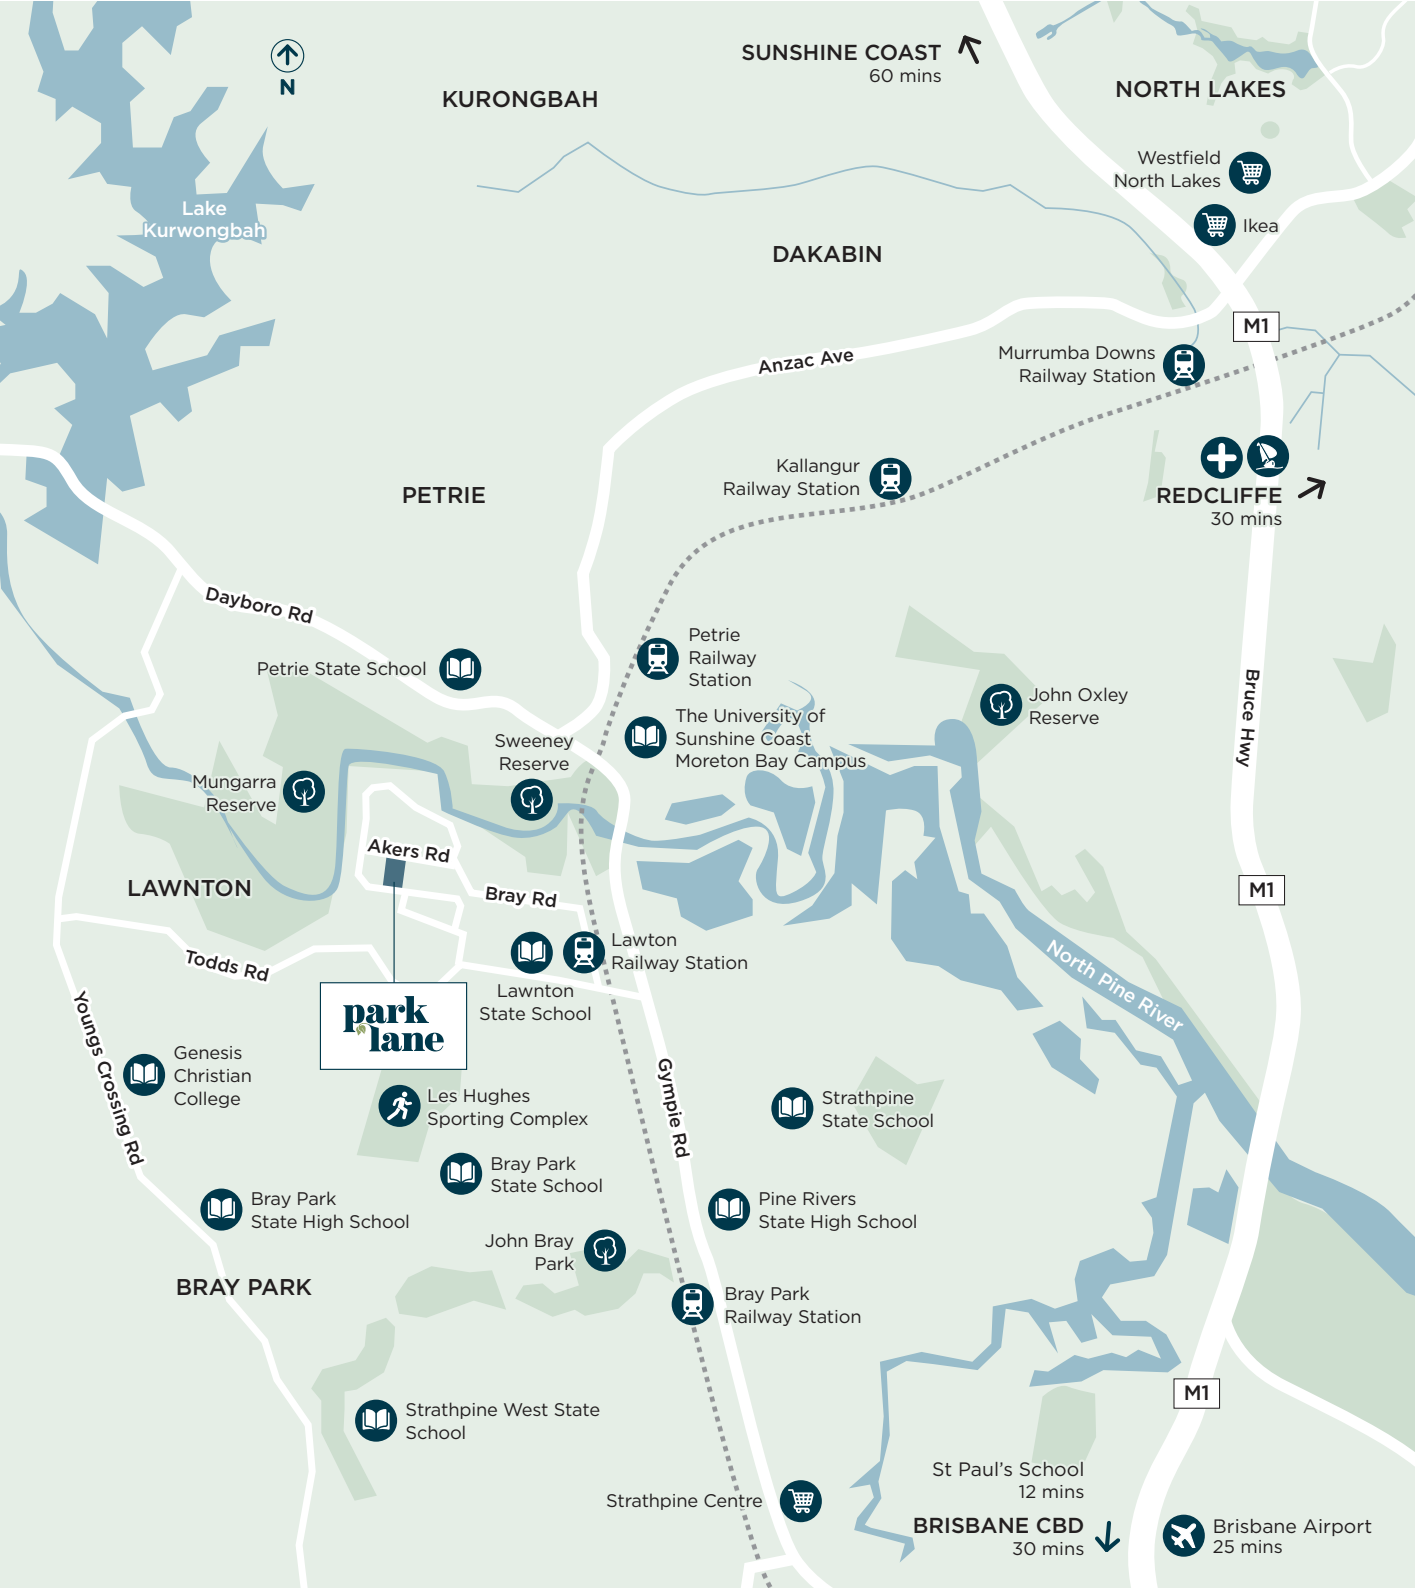 SUNSHINE COAST
60 mins
N
KURONGBAH
NORTH LAKES
Westfield
North Lakes
Ikea
Lake
Kurwongbah
DAKABIN
M1
Anzac Ave
Murrumba Downs
Railway Station
Kallangur
Railway Station
PETRIE
REDCLIFFE
30 mins
Dayboro Rd
Petrie State School
Petrie
Railway
Station
John Oxley
Reserve
Bruce Hwy
The University of
Sunshine Coast
Moreton Bay Campus
Sweeney
Reserve
Mungarra
Reserve
Akers Rd
LAWNTON
Bray Rd
M1
Todds Rd
Lawton
Railway Station
Lawnton
State School
North Pine River
park
lane
Youngs Crossing Rd
Genesis
Christian
College
Gympie Rd
Les Hughes
Sporting Complex
Strathpine
State School
Bray Park
State School
Bray Park
State High School
Pine Rivers
State High School
John Bray
Park
BRAY PARK
Bray Park
Railway Station
M1
Strathpine West State
School
St Paul's School
12 mins
Strathpine Centre
BRISBANE CBD
30 mins
Brisbane Airport
25 mins